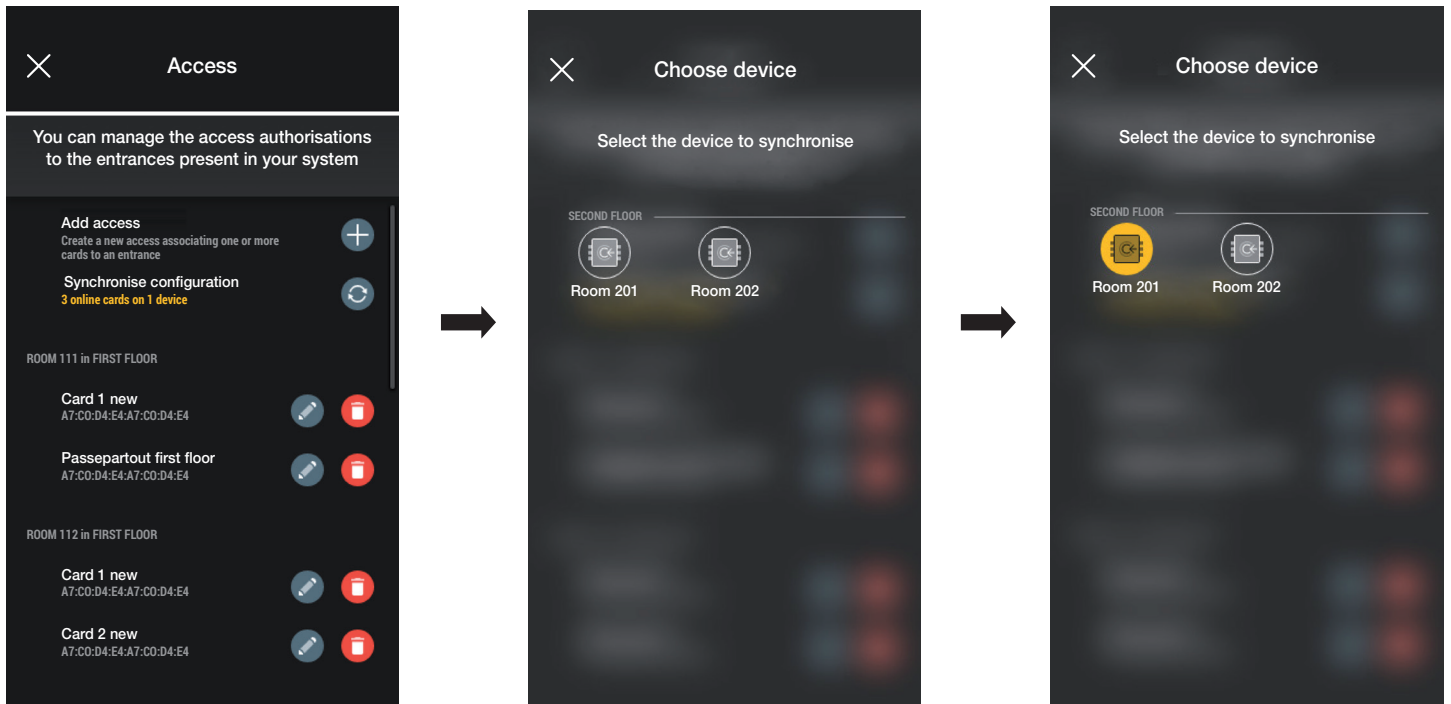 Access
You can manage the access authorisations
to the entrances present in your system
Add access
Create a new access associating one or more
cards to an entrance
Synchronise configuration
3 online cards on 1 device
ROOM 111 in FIRST FLOOR
Card 1 new
A7:C0:D4:E4:A7:C0:D4:E4
Passepartout first floor
A7:C0:D4:E4:A7:C0:D4:E4
ROOM 112 in FIRST FLOOR
Card 1 new
A7:C0:D4:E4:A7:C0:D4:E4
Card 2 new
A7:C0:D4:E4:A7:C0:D4:E4
Choose device
Select the device to synchronise
SECOND FLOOR
Room 201
Room 202
Choose device
Select the device to synchronise
SECOND FLOOR
Room 201
Room 202